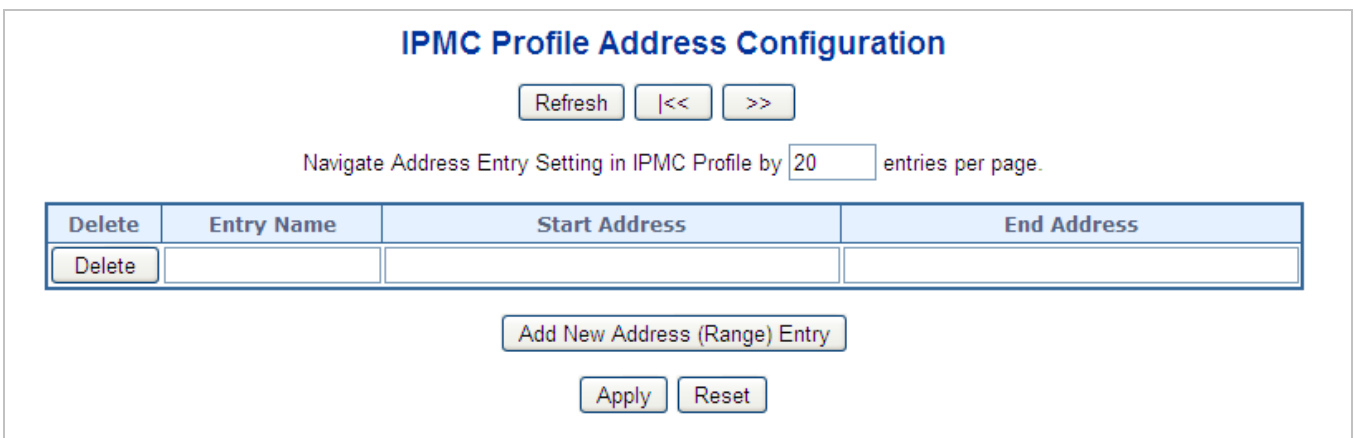 IPMC Profile Address Configuration
Refresh |<< >>
Navigate Address Entry Setting in IPMC Profile by 20 entries per page.
Delete Entry Name Start Address End Address
Delete
Add New Address (Range) Entry
Apply Reset